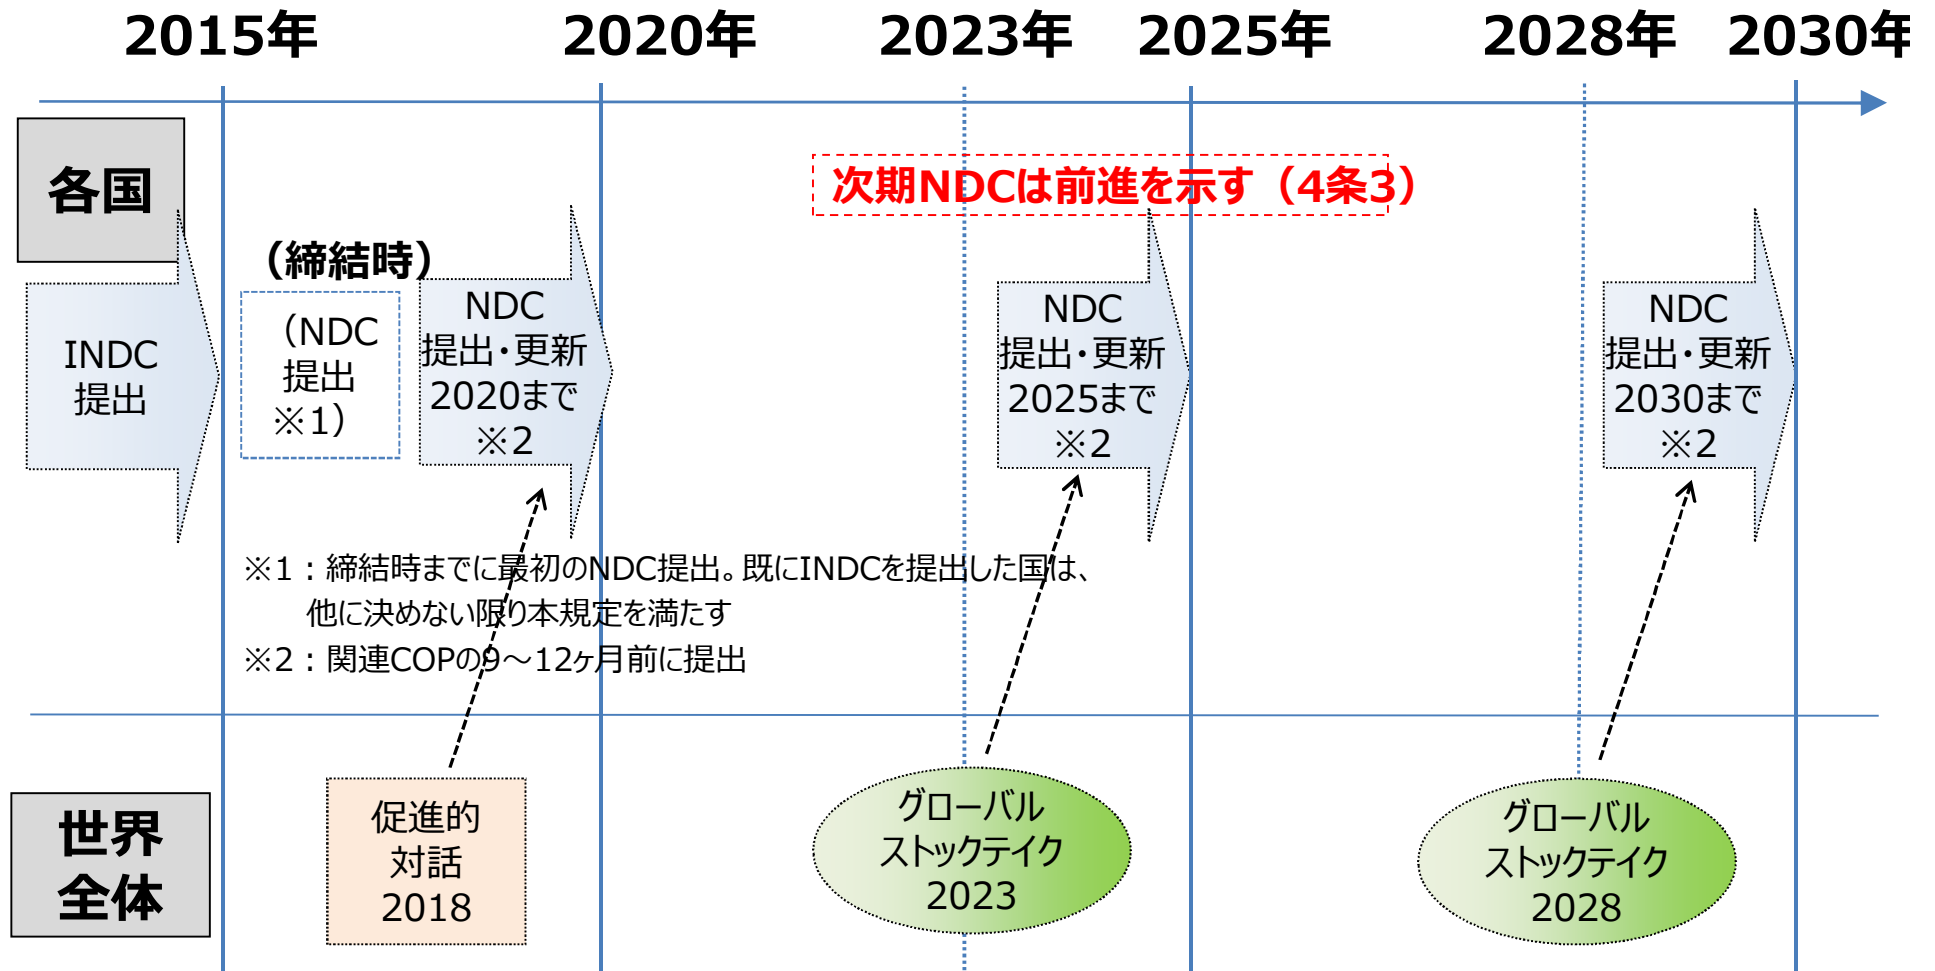 2015年
2020年
2023年
2025年
2028年
2030年
各国
次期NDCは前進を示す（4条3）
（締結時）
INDC
提出
（NDC
提出
※1）
NDC
提出・更新
2020まで
※2
NDC
提出・更新
2025まで
※2
NDC
提出・更新
2030まで
※2
※1：締結時までに最初のNDC提出。既にINDCを提出した国は、
他に決めない限り本規定を満たす
※2：関連COPの9～12ヶ月前に提出
世界
全体
促進的
対話
2018
グローバル
ストックテイク
2023
グローバル
ストックテイク
2028